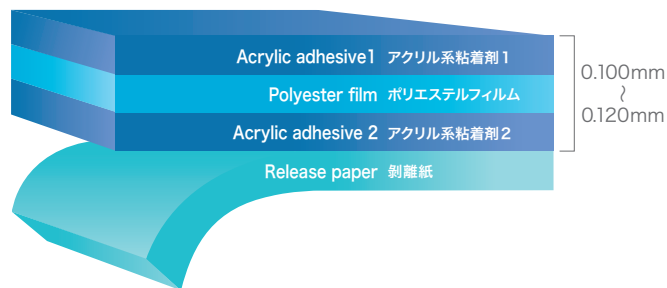 Acrylic adhesive1 アクリル系粘着剤1
Polyester film ポリエステルフィルム
Acrylic adhesive 2 アクリル系粘着剤2
Release paper 剝離紙
0.100mm
~
0.120mm